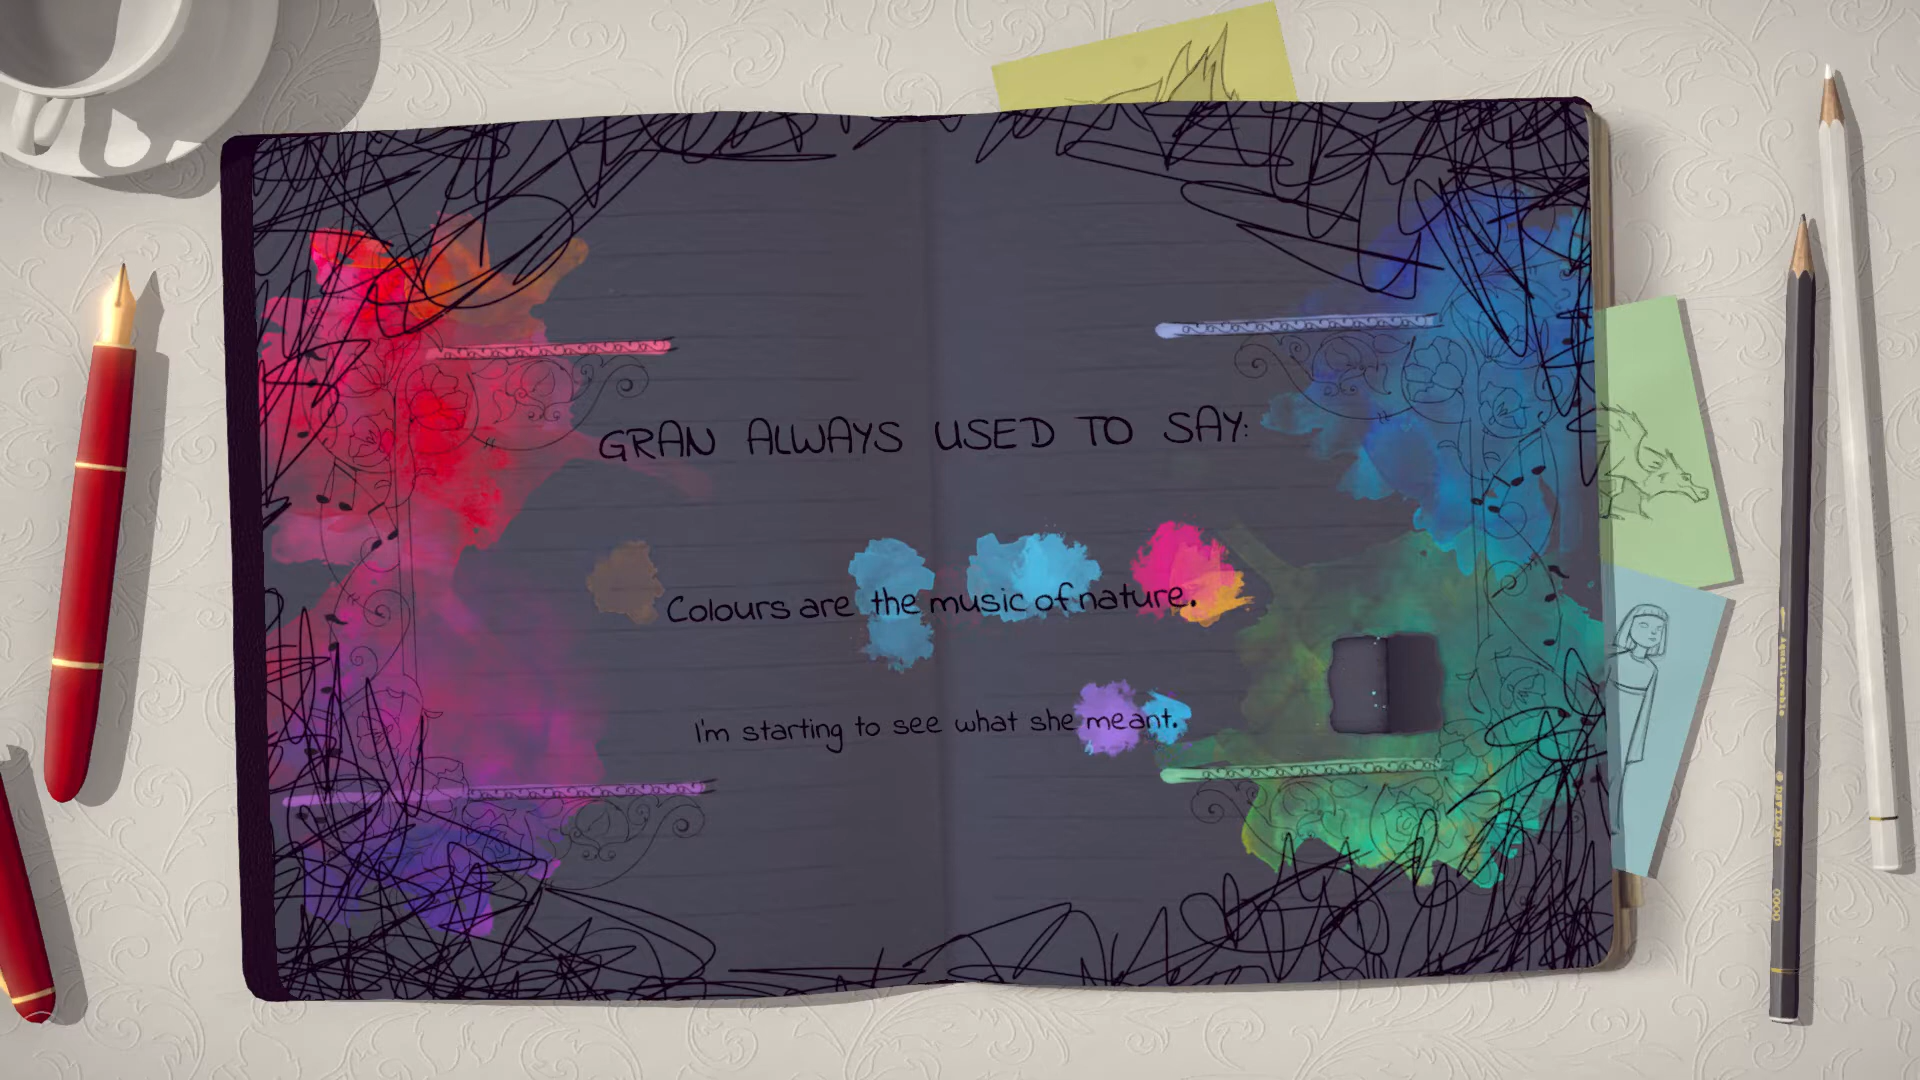 GRAN ALWAYS USED TO SAY:
Colours are the music of nature.
I'm starting to see what she meant.